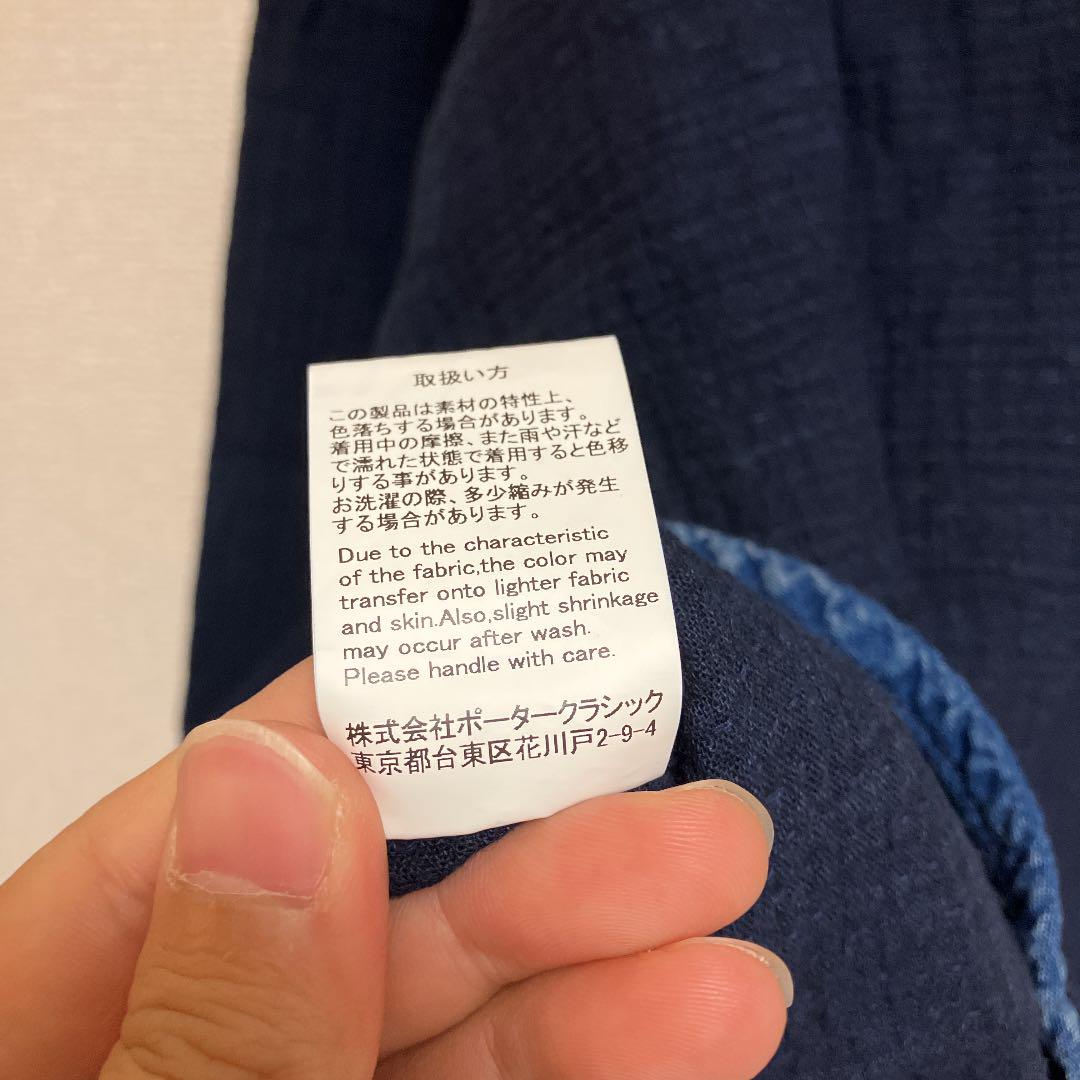 取扱い方
この製品は素材の特性上、
色落ちする場合があります。
着用中の摩擦、また雨や汗など
で濡れた状態で着用すると色移
りする事があります。
お洗濯の際、多少縮みが発生
する場合があります。
Due to the characteristic
of the fabric,the color may
transfer onto lighter fabric
and skin.Also,slight shrinkage
may occur after wash.
Please handle with care.
株式会社ポータークラシック
東京都台東区花川戸2-9-4